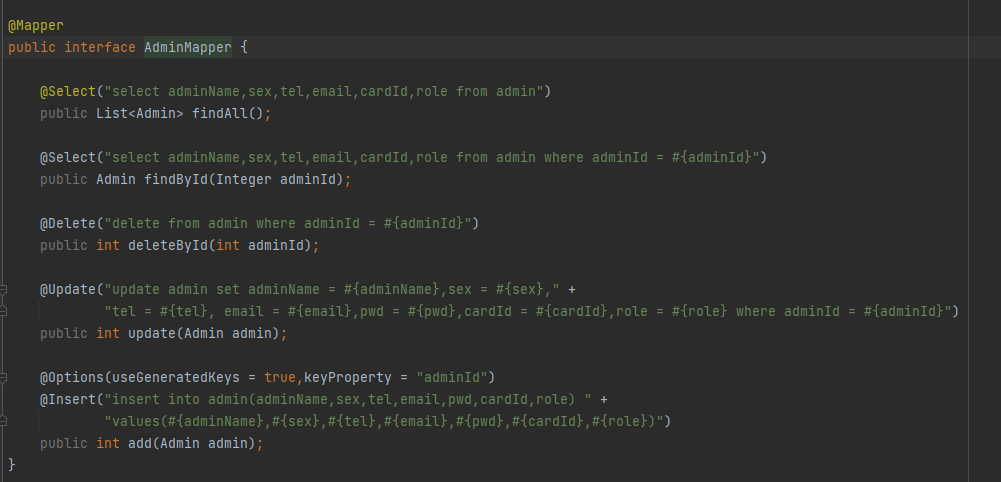 @Mapper
public interface AdminMapper {
@Select("select adminName,sex,tel,email,cardId,role from admin")
public List<Admin> findAll();
@Select("select adminName,sex,tel,email,cardId,role from admin where adminId = #{adminId}")
public Admin findById(Integer adminId);
@Delete("delete from admin where adminId = #{adminId}")
public int deleteById(int adminId);
@Update("update admin set adminName = #{adminName},sex = #{sex}," +
"tel = #{tel}, email = #{email},pwd = #{pwd},cardId = #{cardId},role = #{role} where adminId = #{adminId}")
public int update(Admin admin);
@Options(useGeneratedKeys = true,keyProperty = "adminId")
@Insert("insert into admin(adminName,sex,tel,email,pwd,cardId,role) " +
"values(#{adminName},#{sex},#{tel},#{email},#{pwd},#{cardId},#{role})")
public int add(Admin admin);
}